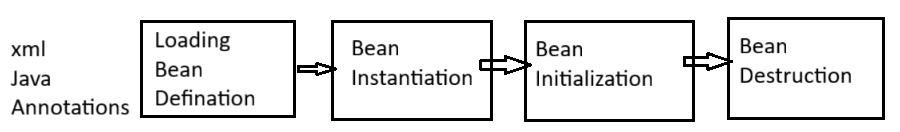 xml
Java
Annotations
Loading
Bean
Defination
Bean
Instantiation
Bean
Initialization
Bean
Destruction